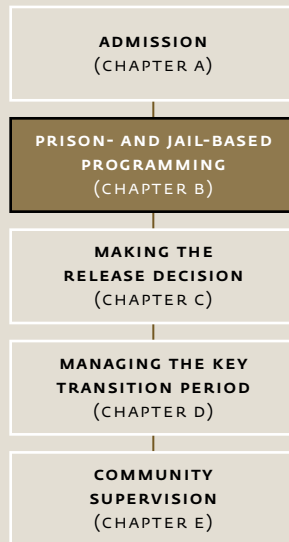 ADMISSION
(CHAPTER A)
PRISON- AND JAIL-BASED
PROGRAMMING
(CHAPTER B)
MAKING THE
RELEASE DECISION
(CHAPTER C)
MANAGING THE KEY
TRANSITION PERIOD
(CHAPTER D)
COMMUNITY
SUPERVISION
(CHAPTER E)